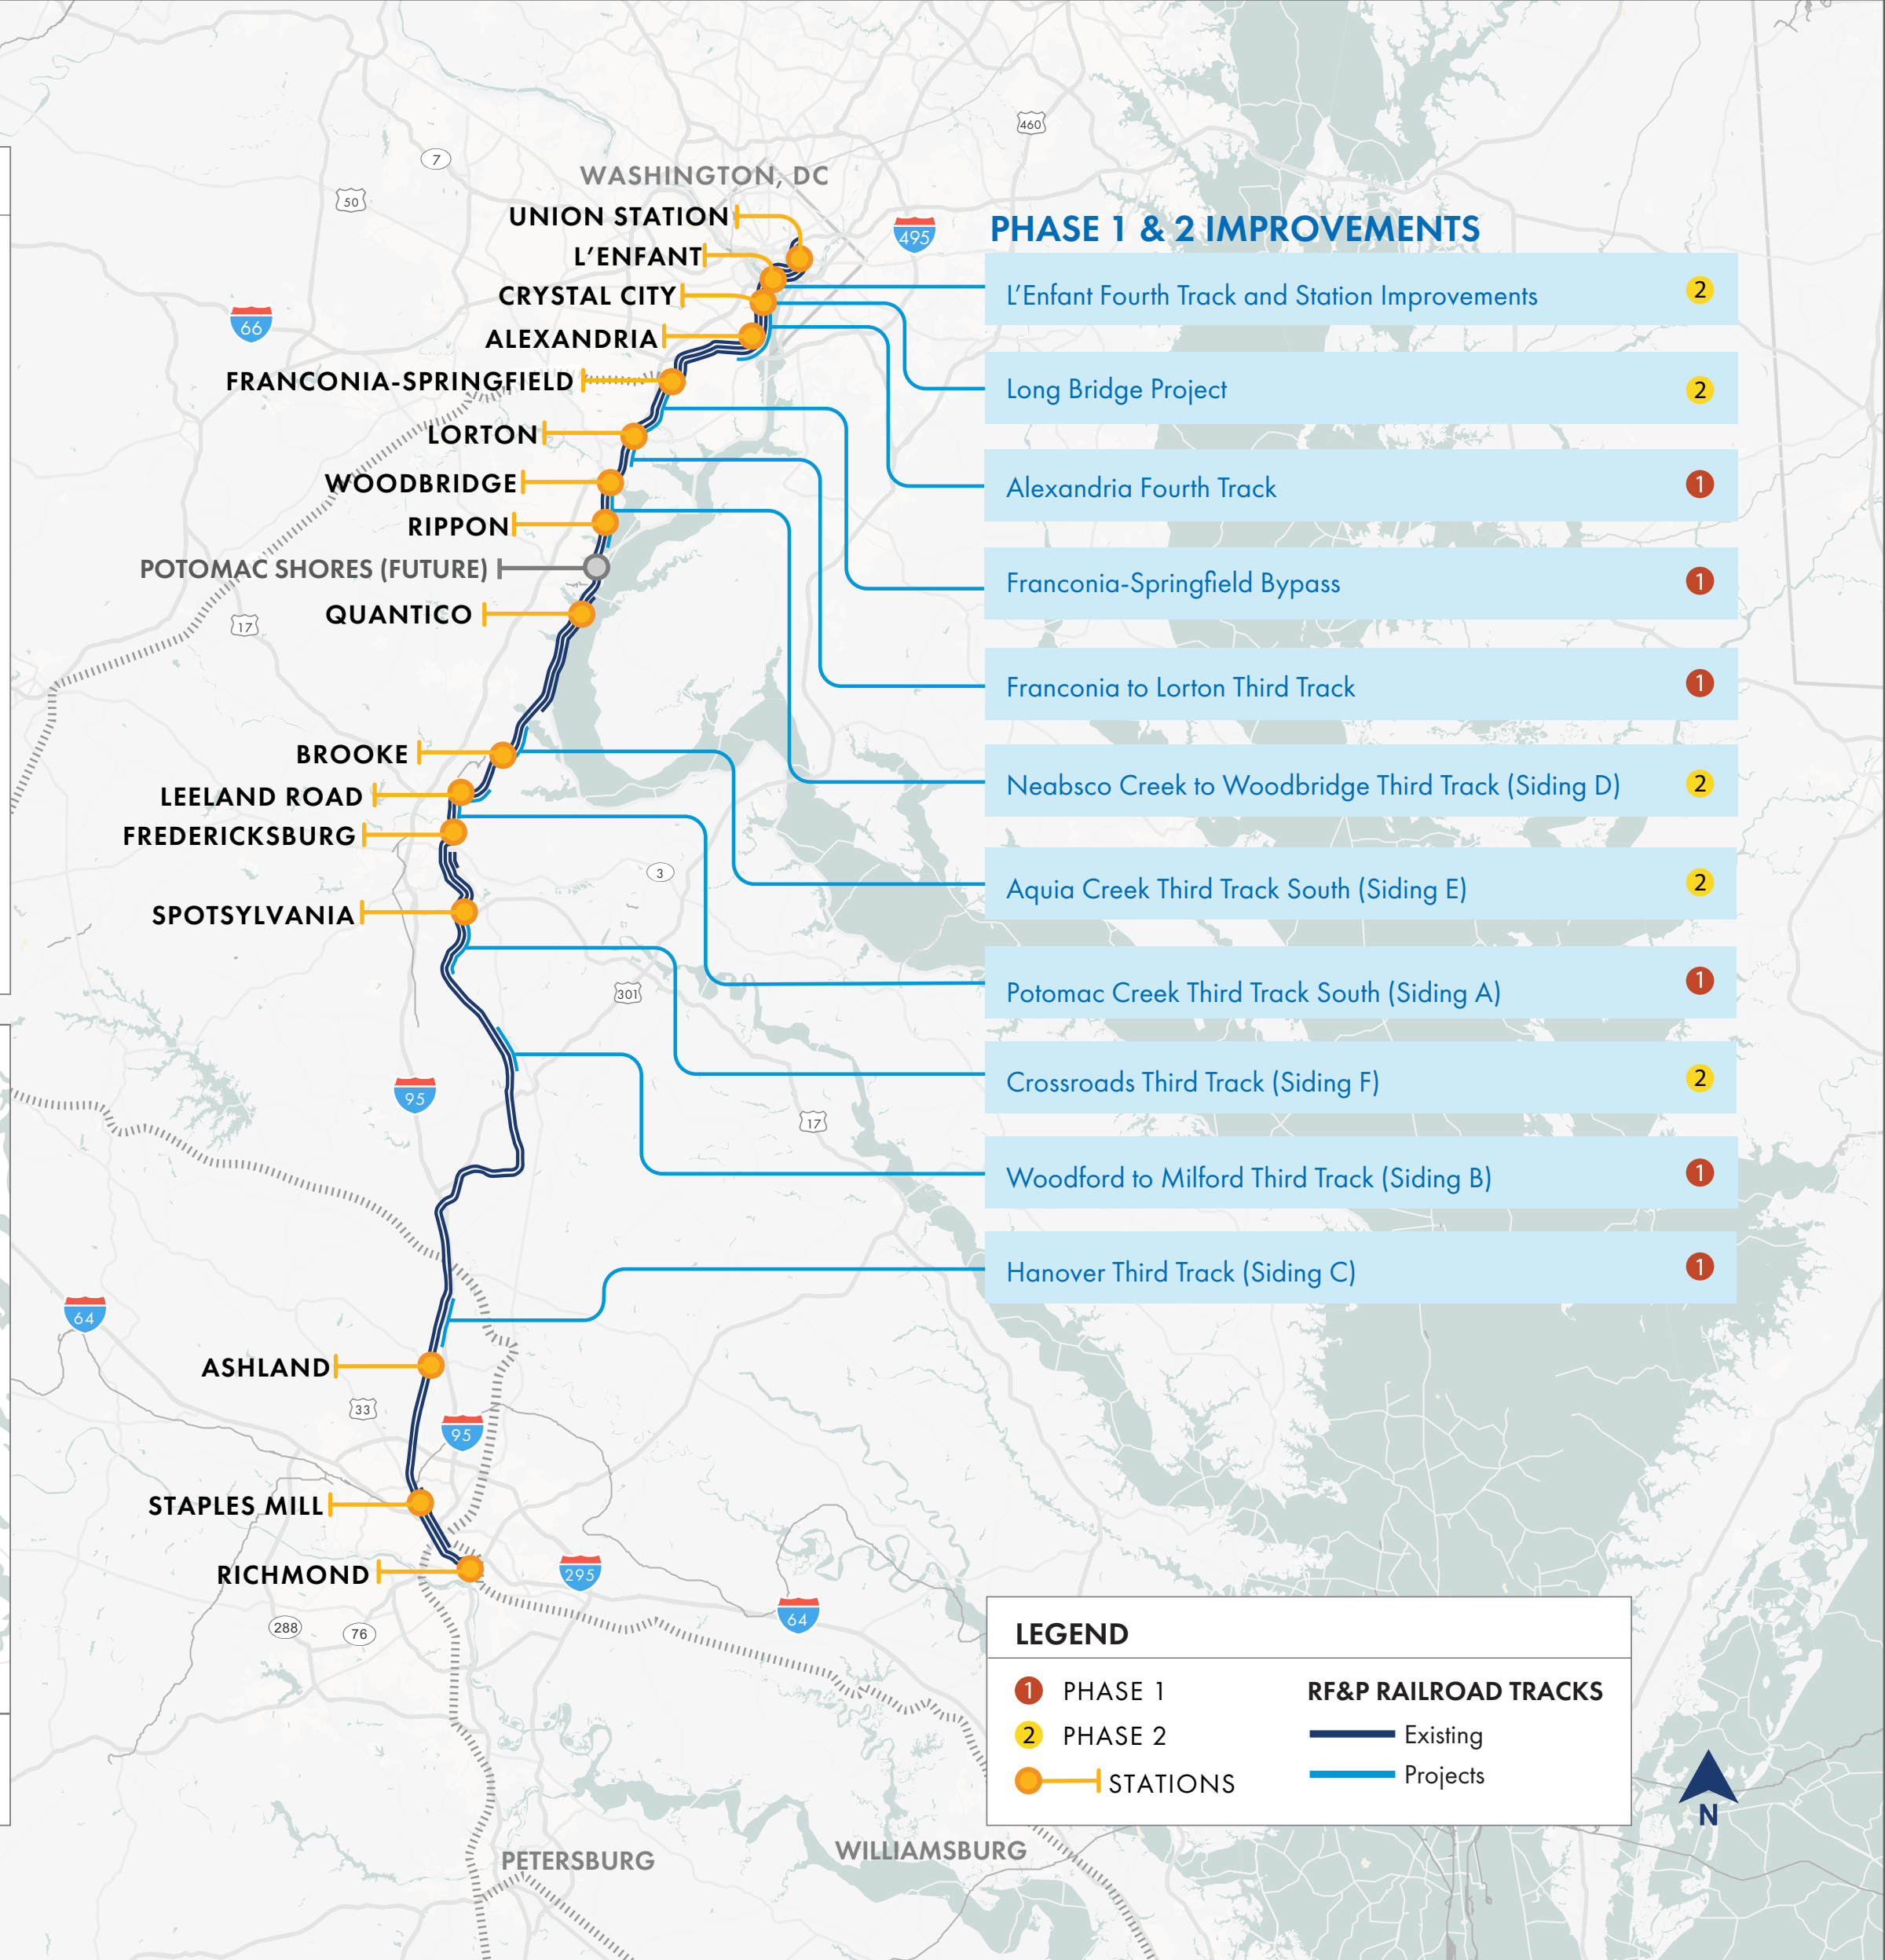 460
7
50
WASHINGTON, DC
UNION STATION
495
PHASE 1 & 2 IMPROVEMENTS
L'ENFANT
CRYSTAL CITY
L'Enfant Fourth Track and Station Improvements 2
66
ALEXANDRIA
FRANCONIA-SPRINGFIELD
Long Bridge Project 2
LORTON
WOODBRIDGE
Alexandria Fourth Track 1
RIPPON
POTOMAC SHORES (FUTURE)
Franconia-Springfield Bypass 1
QUANTICO
17
Franconia to Lorton Third Track 1
BROOKE
Neabsco Creek to Woodbridge Third Track (Siding D) 2
LEELAND ROAD
FREDERICKSBURG
3
Aquia Creek Third Track South (Siding E) 2
SPOTSYLVANIA
301
Potomac Creek Third Track South (Siding A) 1
Crossroads Third Track (Siding F) 2
95
17
Woodford to Milford Third Track (Siding B) 1
Hanover Third Track (Siding C) 1
64
ASHLAND
33
95
STAPLES MILL
RICHMOND
295
64
288
76
LEGEND
1 PHASE 1
2 PHASE 2
STATIONS
RF&P RAILROAD TRACKS
Existing
Projects
N
PETERSBURG
WILLIAMSBURG